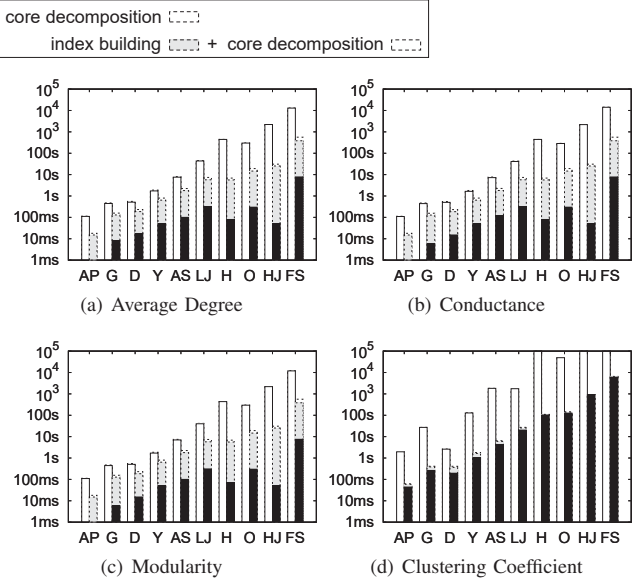 core decomposition
index building + core decomposition
10^5 10^5
10^4 10^4
10^3 10^3
100s 100s
10s 10s
1s 1s
100ms 100ms
10ms 10ms
1ms 1ms
AP G D Y AS LJ H O HJ FS AP G D Y AS LJ H O HJ FS
(a) Average Degree (b) Conductance
10^5 10^5
10^4 10^4
10^3 10^3
100s 100s
10s 10s
1s 1s
100ms 100ms
10ms 10ms
1ms 1ms
AP G D Y AS LJ H O HJ FS AP G D Y AS LJ H O HJ FS
(c) Modularity (d) Clustering Coefficient